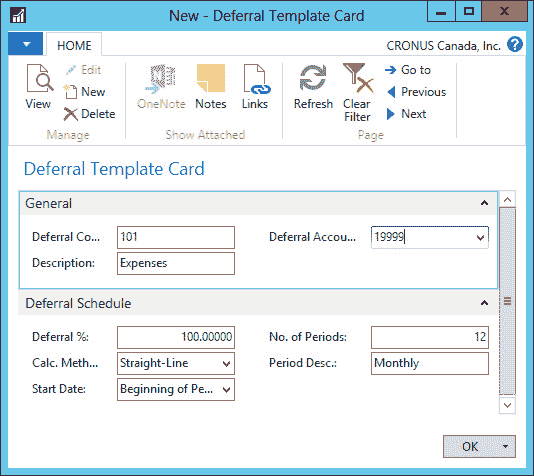 New - Deferral Template Card
HOME
CRONUS Canada, Inc.
View
Edit
New
Delete
Manage
OneNote
Notes
Links
Show Attached
Refresh
Clear
Filter
Go to
Previous
Next
Page
Deferral Template Card
General
Deferral Co... 101
Deferral Accou... 19999
Description: Expenses
Deferral Schedule
Deferral %: 100.00000
No. of Periods: 12
Calc. Meth... Straight-Line
Period Desc.: Monthly
Start Date: Beginning of Pe...
OK